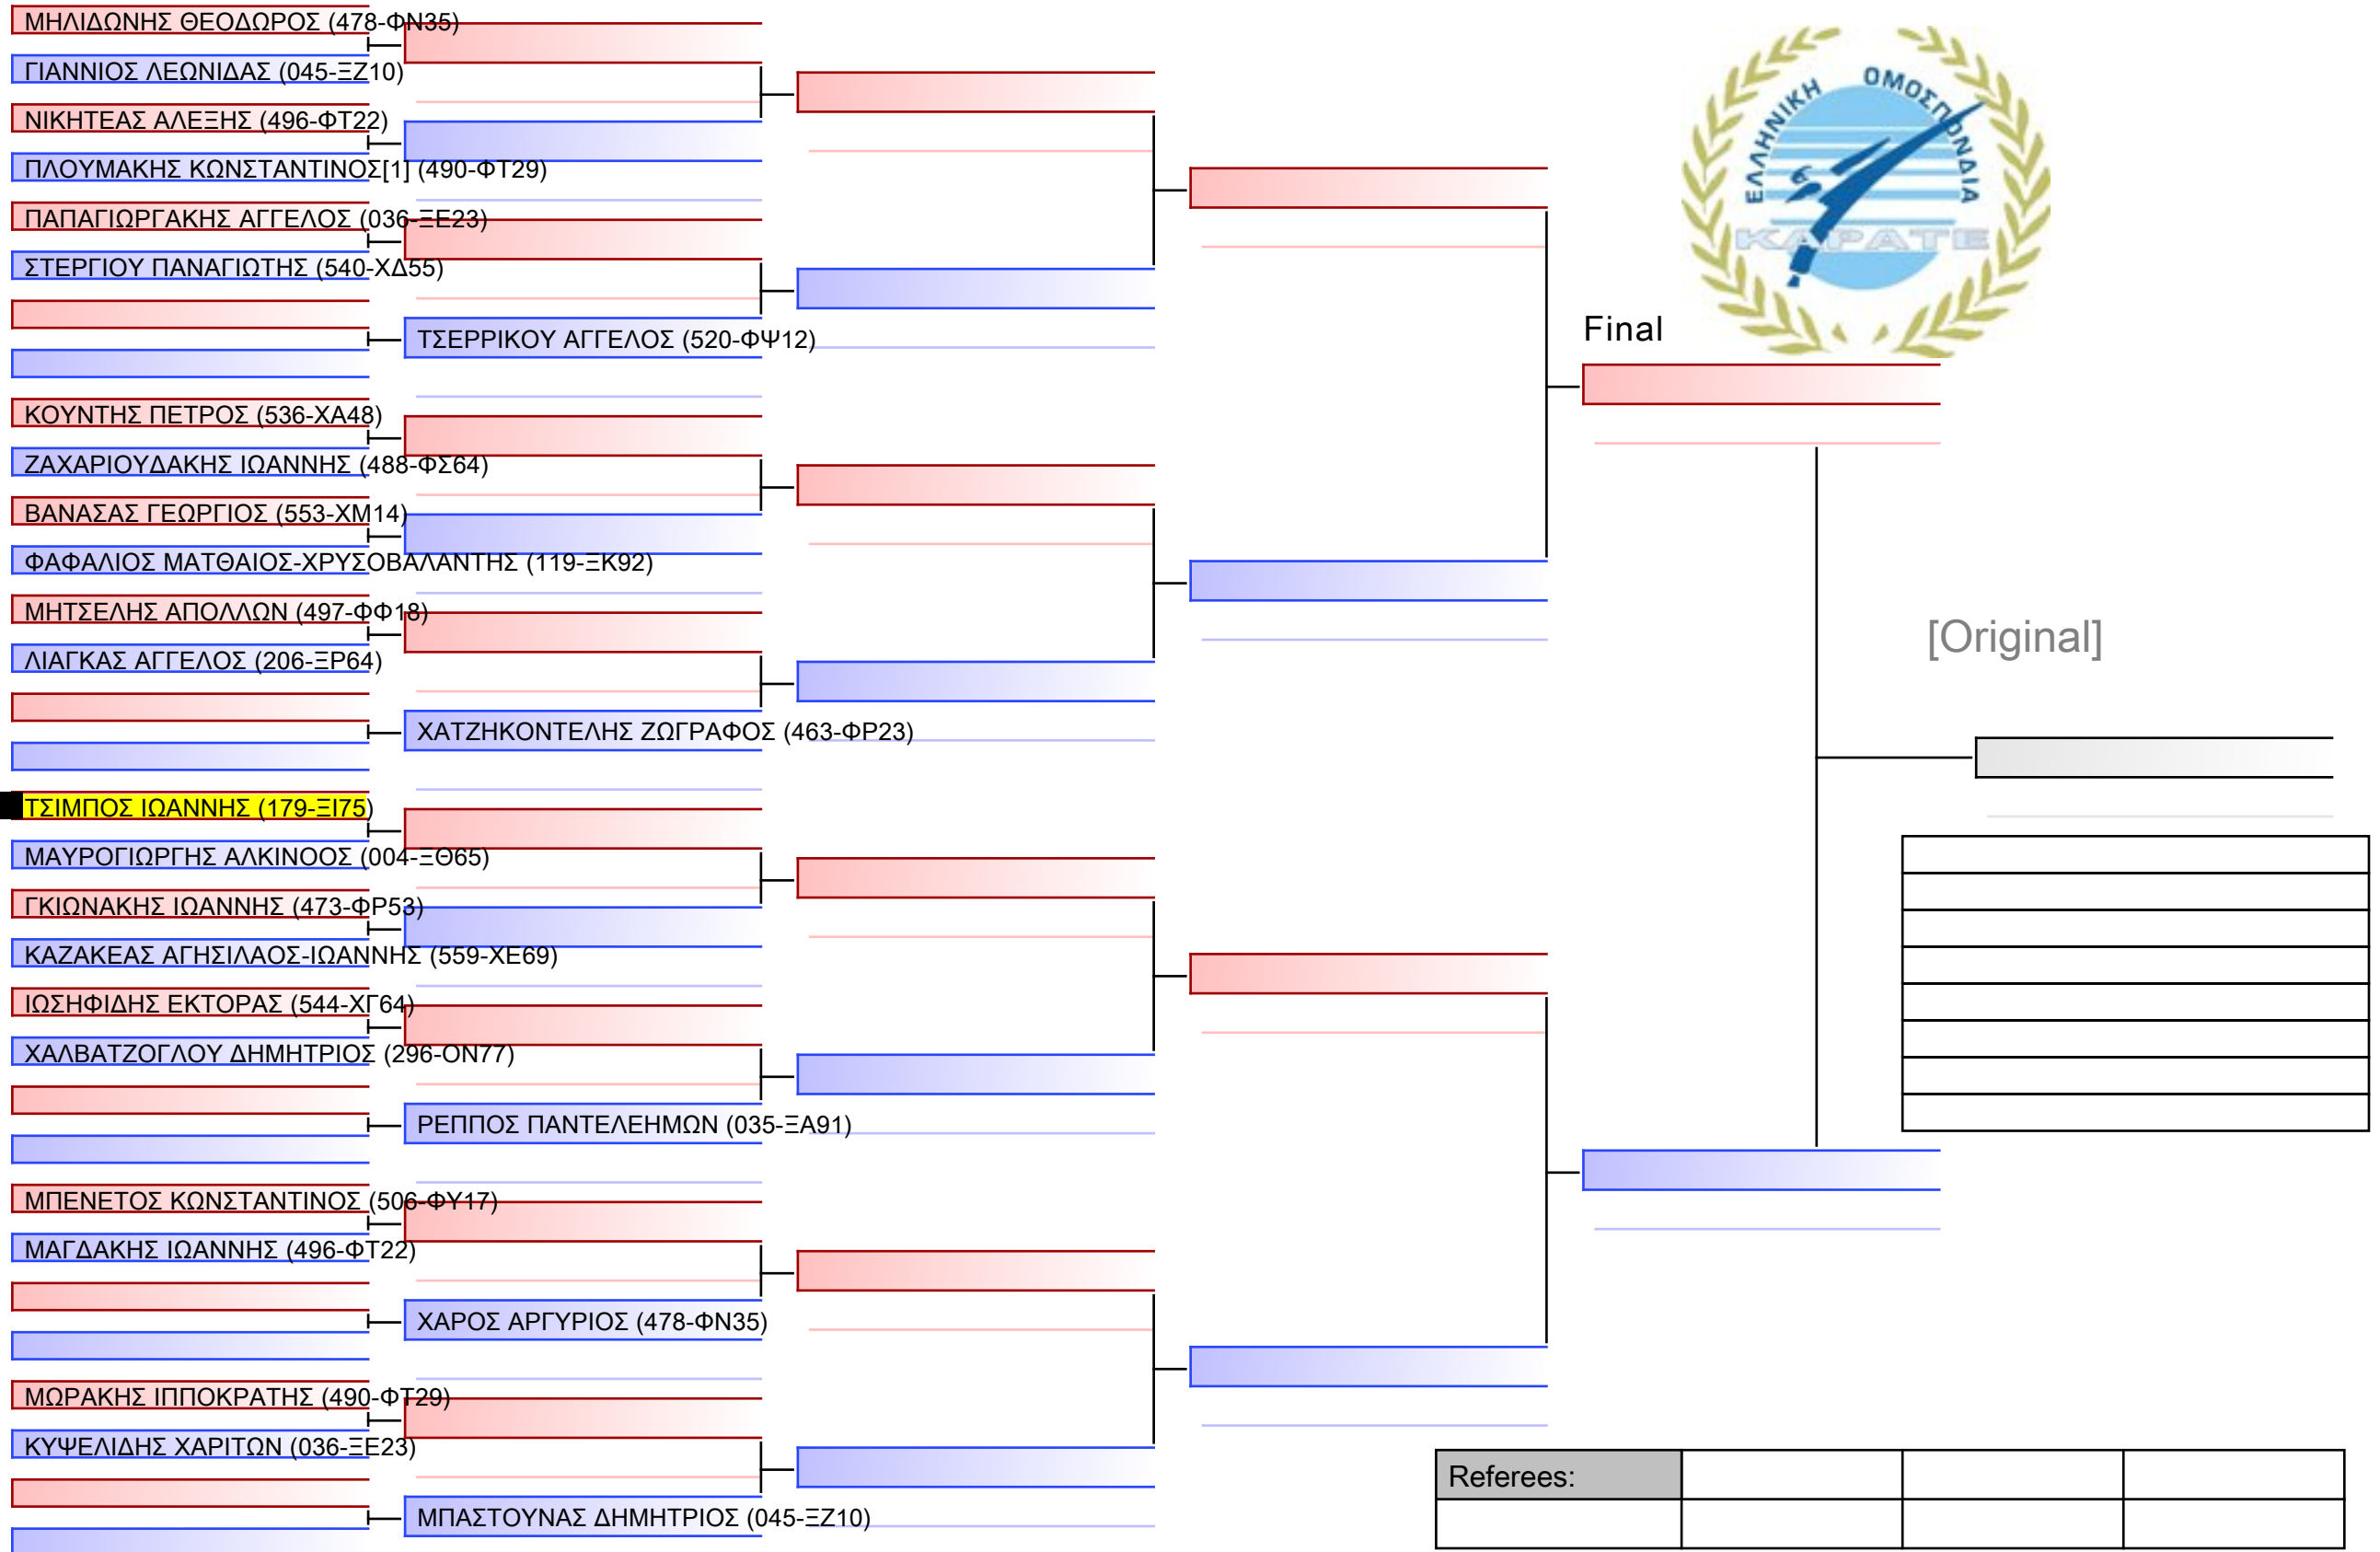 ΜΗΛΙΔΩΝΗΣ ΘΕΟΔΩΡΟΣ (478-ΦΝ35)
ΓΙΑΝΝΙΟΣ ΛΕΩΝΙΔΑΣ (045-ΞΖ10)
ΝΙΚΗΤΕΑΣ ΑΛΕΞΗΣ (496-ΦΤ22)
ΠΛΟΥΜΑΚΗΣ ΚΩΝΣΤΑΝΤΙΝΟΣ[1] (490-ΦΤ29)
ΠΑΠΑΓΙΩΡΓΑΚΗΣ ΑΓΓΕΛΟΣ (036-ΞΕ23)
ΣΤΕΡΓΙΟΥ ΠΑΝΑΓΙΩΤΗΣ (540-ΧΔ55)
ΤΣΕΡΡΙΚΟΥ ΑΓΓΕΛΟΣ (520-ΦΨ12)
ΚΟΥΝΤΗΣ ΠΕΤΡΟΣ (536-ΧΑ48)
ΖΑΧΑΡΙΟΥΔΑΚΗΣ ΙΩΑΝΝΗΣ (488-ΦΣ64)
ΒΑΝΑΣΑΣ ΓΕΩΡΓΙΟΣ (553-ΧΜ14)
ΦΑΦΑΛΙΟΣ ΜΑΤΘΑΙΟΣ-ΧΡΥΣΟΒΑΛΑΝΤΗΣ (119-ΞΚ92)
ΜΗΤΣΕΛΗΣ ΑΠΟΛΛΩΝ (497-ΦΦ18)
ΛΙΑΓΚΑΣ ΑΓΓΕΛΟΣ (206-ΞΡ64)
ΧΑΤΖΗΚΟΝΤΕΛΗΣ ΖΩΓΡΑΦΟΣ (463-ΦΡ23)
ΤΣΙΜΠΟΣ ΙΩΑΝΝΗΣ (179-ΞΙ75)
ΜΑΥΡΟΓΙΩΡΓΗΣ ΑΛΚΙΝΟΟΣ (004-ΞΘ65)
ΓΚΙΩΝΑΚΗΣ ΙΩΑΝΝΗΣ (473-ΦΡ53)
ΚΑΖΑΚΕΑΣ ΑΓΗΣΙΛΑΟΣ-ΙΩΑΝΝΗΣ (559-ΧΕ69)
ΙΩΣΗΦΙΔΗΣ ΕΚΤΟΡΑΣ (544-ΧΓ64)
ΧΑΛΒΑΤΖΟΓΛΟΥ ΔΗΜΗΤΡΙΟΣ (296-ΟΝ77)
ΡΕΠΠΟΣ ΠΑΝΤΕΛΕΗΜΩΝ (035-ΞΑ91)
ΜΠΕΝΕΤΟΣ ΚΩΝΣΤΑΝΤΙΝΟΣ (506-ΦΥ17)
ΜΑΓΔΑΚΗΣ ΙΩΑΝΝΗΣ (496-ΦΤ22)
ΧΑΡΟΣ ΑΡΓΥΡΙΟΣ (478-ΦΝ35)
ΜΩΡΑΚΗΣ ΙΠΠΟΚΡΑΤΗΣ (490-ΦΤ29)
ΚΥΨΕΛΙΔΗΣ ΧΑΡΙΤΩΝ (036-ΞΕ23)
ΜΠΑΣΤΟΥΝΑΣ ΔΗΜΗΤΡΙΟΣ (045-ΞΖ10)
ΕΛΛΗΝΙΚΗ ΟΜΟΣΠΟΝΔΙΑ
ΚΑΡΑΤΕ
Final
[Original]
Referees: